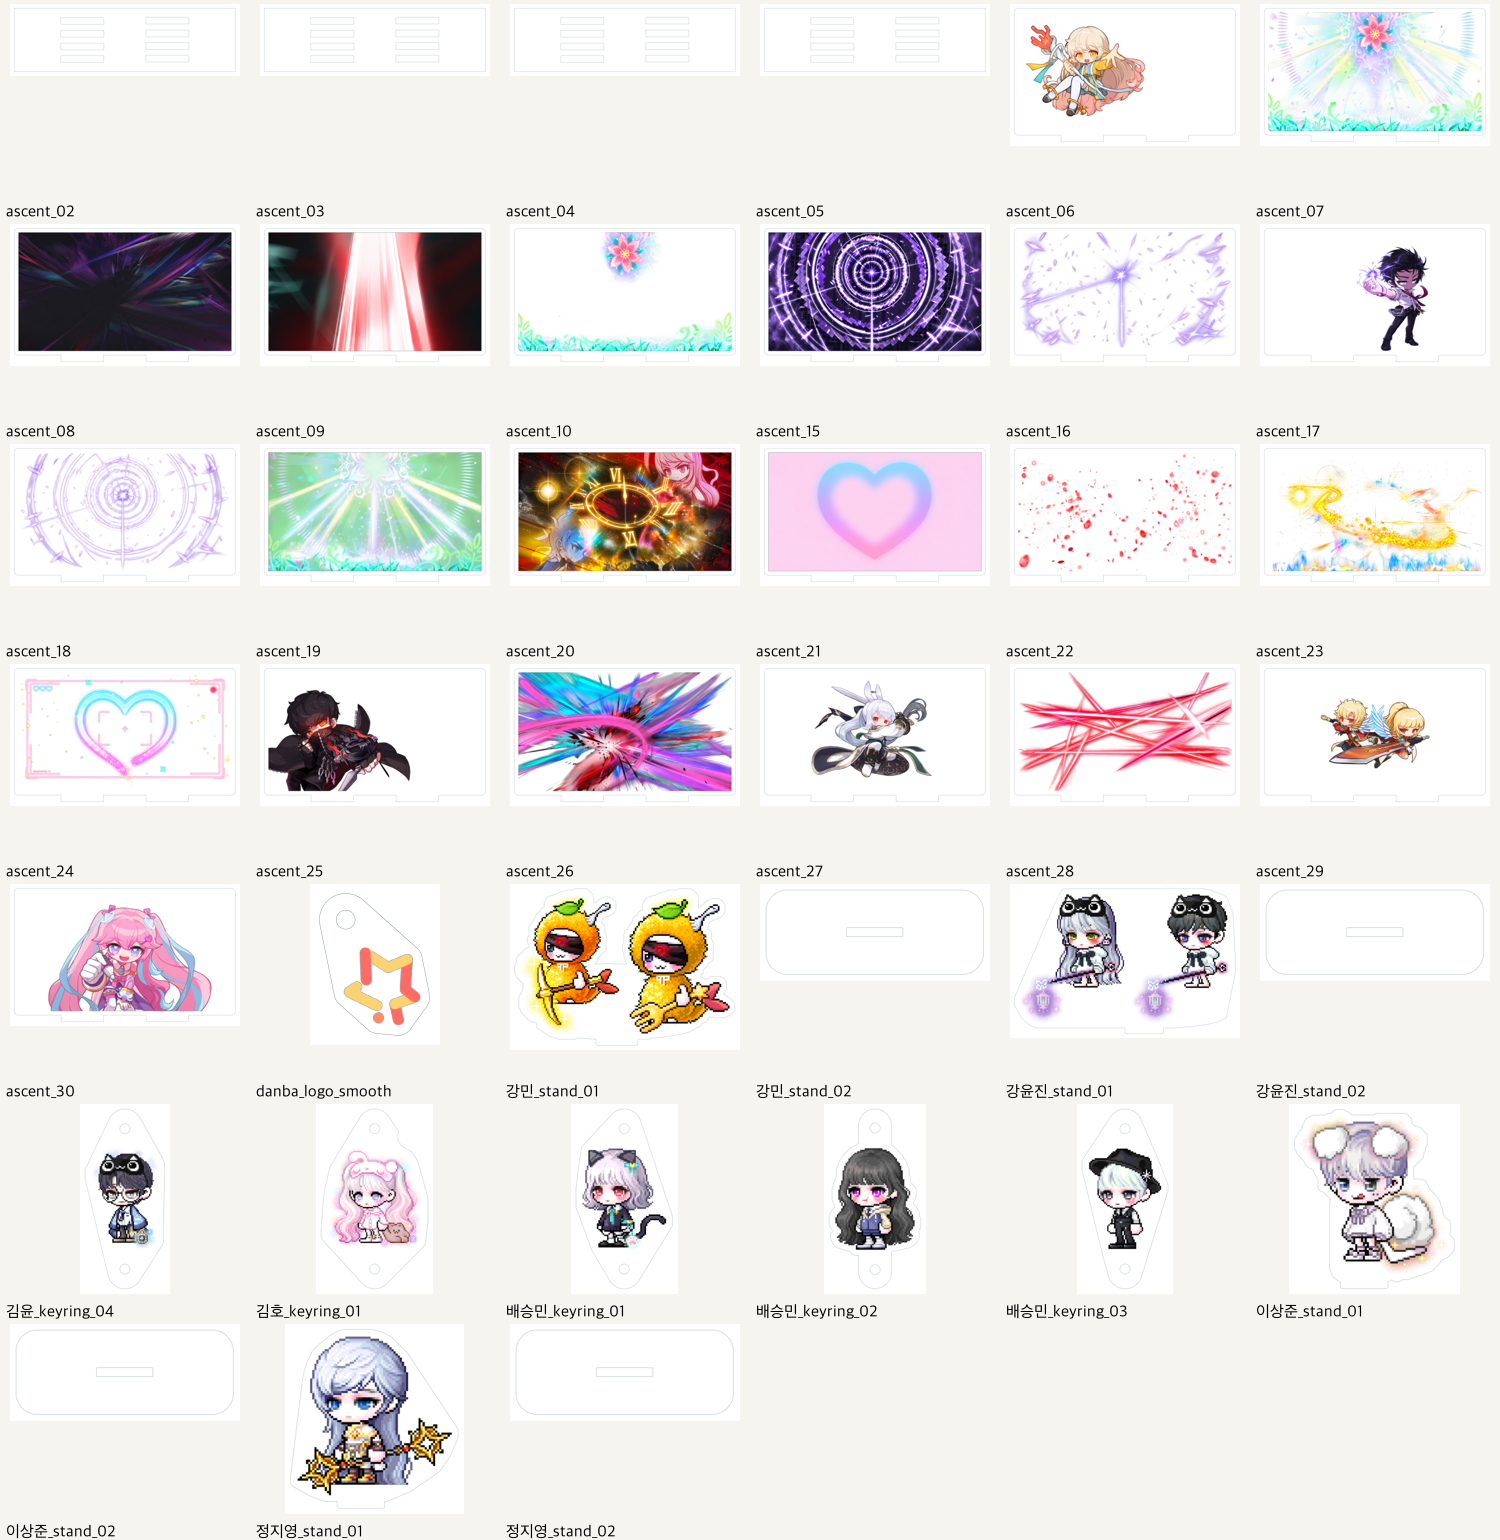 ascent_02 ascent_03 ascent_04 ascent_05 ascent_06 ascent_07
ascent_08 ascent_09 ascent_10 ascent_15 ascent_16 ascent_17
ascent_18 ascent_19 ascent_20 ascent_21 ascent_22 ascent_23
ascent_24 ascent_25 ascent_26 ascent_27 ascent_28 ascent_29
ascent_30 danba_logo_smooth 강민_stand_01 강민_stand_02 강윤진_stand_01 강윤진_stand_02
김윤_keyring_04 김호_keyring_01 배승민_keyring_01 배승민_keyring_02 배승민_keyring_03 이상준_stand_01
이상준_stand_02 정지영_stand_01 정지영_stand_02